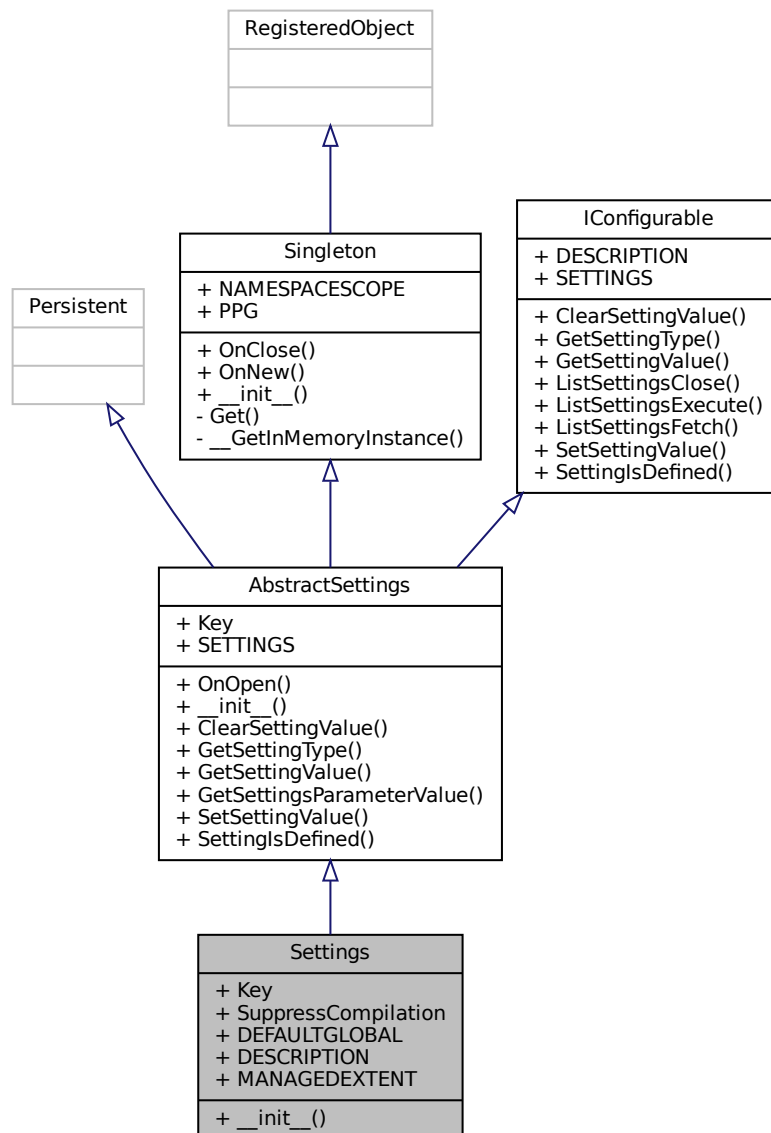 RegisteredObject
Singleton
+ NAMESPACESCOPE
+ PPG
+ OnClose()
+ OnNew()
+ __init__()
- Get()
- __GetInMemoryInstance()
IConfigurable
+ DESCRIPTION
+ SETTINGS
+ ClearSettingValue()
+ GetSettingType()
+ GetSettingValue()
+ ListSettingsClose()
+ ListSettingsExecute()
+ ListSettingsFetch()
+ SetSettingValue()
+ SettingIsDefined()
Persistent
AbstractSettings
+ Key
+ SETTINGS
+ OnOpen()
+ __init__()
+ ClearSettingValue()
+ GetSettingType()
+ GetSettingValue()
+ GetSettingsParameterValue()
+ SetSettingValue()
+ SettingIsDefined()
Settings
+ Key
+ SuppressCompilation
+ DEFAULTGLOBAL
+ DESCRIPTION
+ MANAGEDEXTENT
+ __init__()